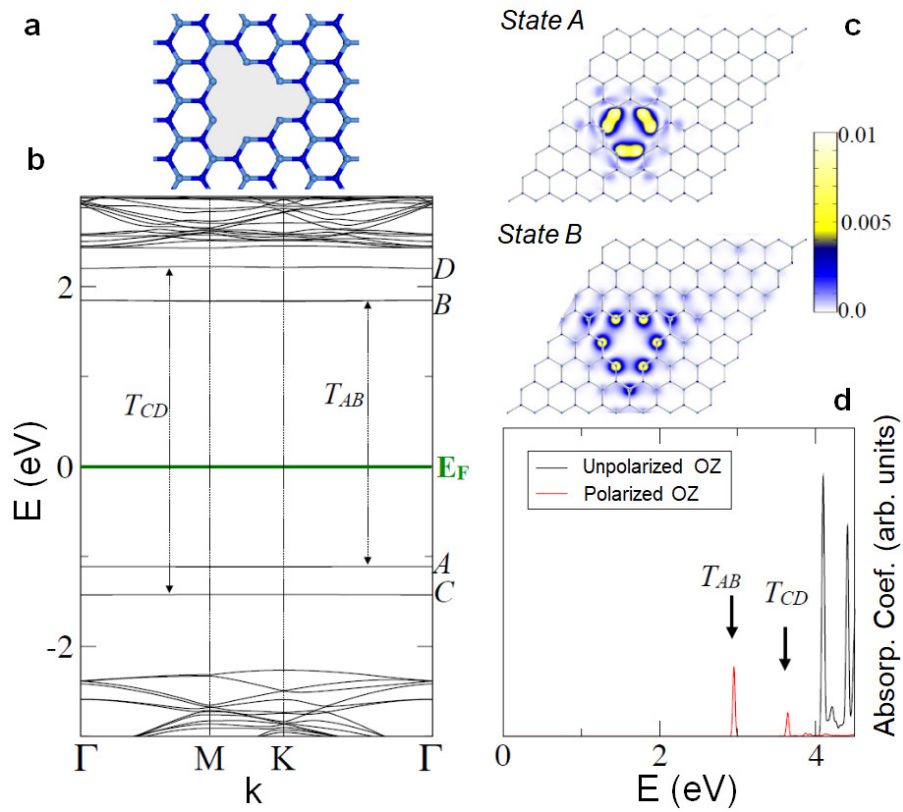 a
State A
c
b
0.01
0.005
0.0
State B
D
2
B
T_CD
T_AB
d
E (eV)
0
E_F
Unpolarized OZ
Polarized OZ
A
C
T_AB
T_CD
-2
Absorp. Coef. (arb. units)
Γ
M
K
Γ
0
2
4
k
E (eV)